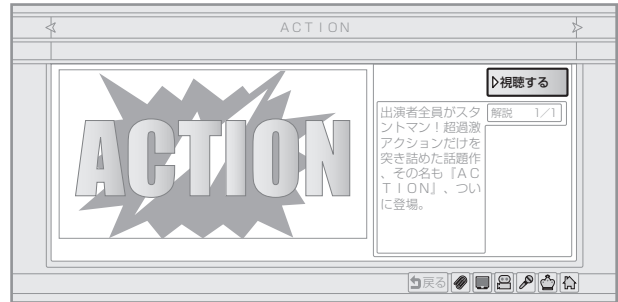 ACTION
ACTION
▷視聴する
出演者全員がスタ
ントマン！超過激
アクションだけを
突き詰めた話題作
、その名も『ＡＣ
ＴＩＯＮ』、つい
に登場。
解説　1／1
戻る